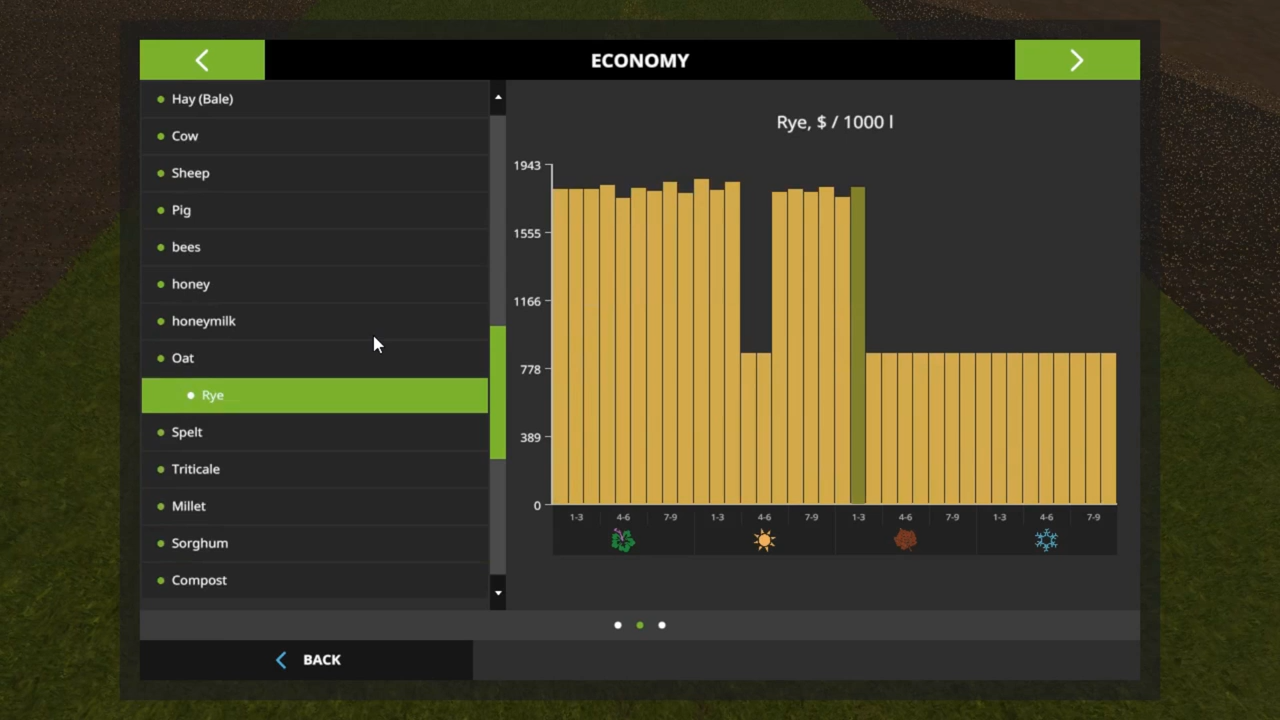 ECONOMY
Hay (Bale)
Cow
Sheep
Pig
bees
honey
honeymilk
Oat
Rye
Spelt
Triticale
Millet
Sorghum
Compost
Rye, $ / 1000 l
1943
1555
1166
778
389
0
1-3 4-6 7-9 1-3 4-6 7-9 1-3 4-6 7-9 1-3 4-6 7-9
BACK